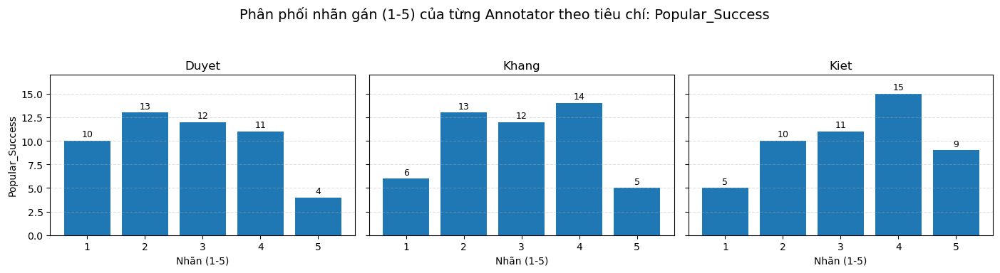 Phân phối nhãn gán (1-5) của từng Annotator theo tiêu chí: Popular_Success
Duyet
Khang
Kiet
Popular_Success
15.0
12.5
10.0
7.5
5.0
2.5
0.0
10
13
12
11
4
6
13
12
14
5
5
10
11
15
9
1 2 3 4 5
1 2 3 4 5
1 2 3 4 5
Nhãn (1-5)
Nhãn (1-5)
Nhãn (1-5)